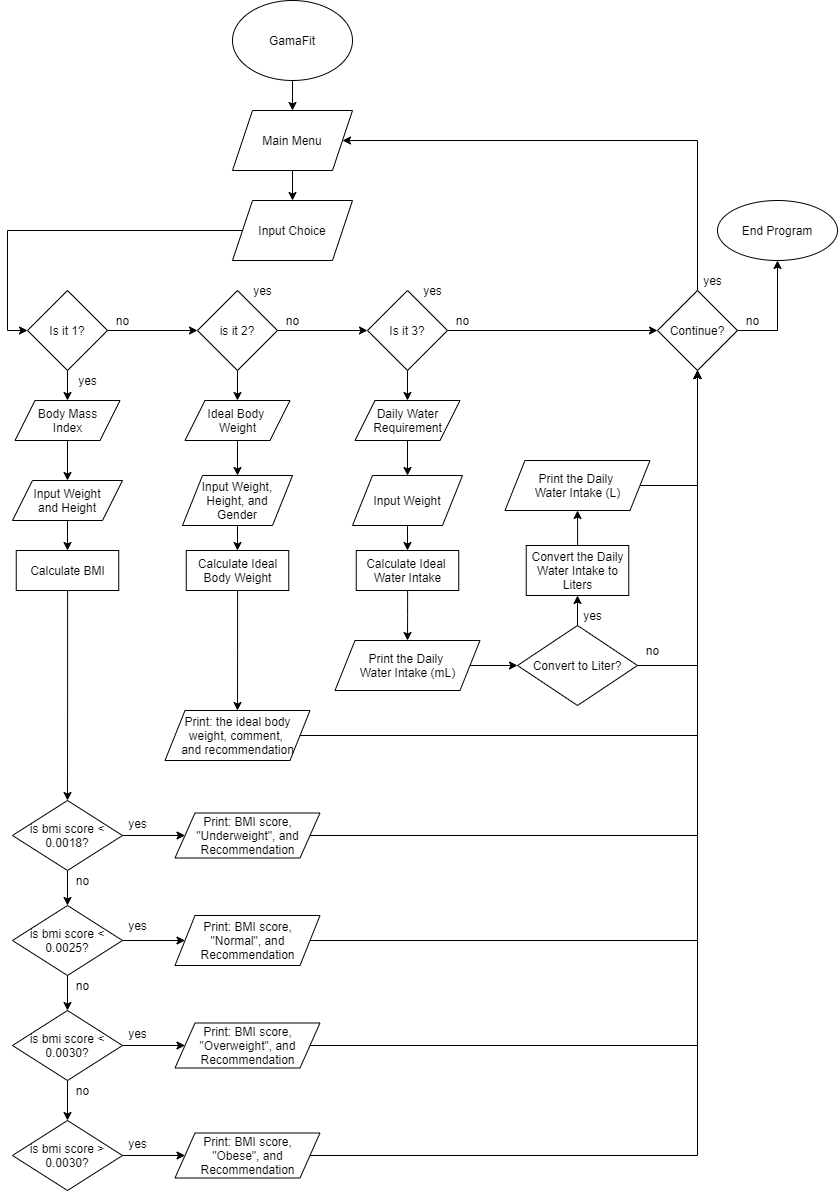 GamaFit
Main Menu
Input Choice
End Program
yes
yes
yes
Is it 1?
no
is it 2?
no
Is it 3?
no
Continue?
no
yes
Body Mass
Index
Ideal Body
Weight
Daily Water
Requirement
Input Weight
and Height
Input Weight,
Height, and
Gender
Input Weight
Print the Daily
Water Intake (L)
Calculate BMI
Calculate Ideal
Body Weight
Calculate Ideal
Water Intake
Convert the Daily
Water Intake to
Liters
yes
Print the Daily
Water Intake (mL)
Convert to Liter?
no
Print: the ideal body
weight, comment,
and recommendation
is bmi score <
0.0018?
yes
Print: BMI score,
"Underweight", and
Recommendation
no
is bmi score <
0.0025?
yes
Print: BMI score,
"Normal", and
Recommendation
no
is bmi score <
0.0030?
yes
Print: BMI score,
"Overweight", and
Recommendation
no
is bmi score >
0.0030?
yes
Print: BMI score,
"Obese", and
Recommendation